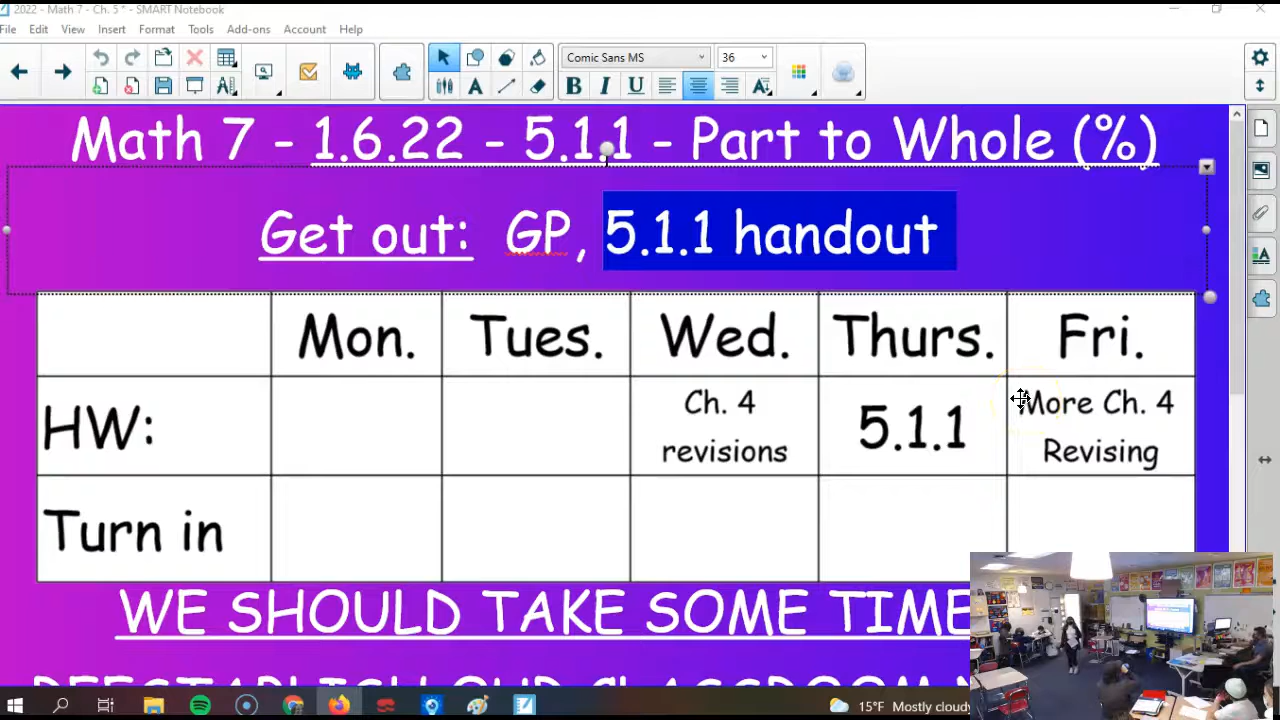 2022 - Math 7 - Ch. 5 * - SMART Notebook
File Edit View Insert Format Tools Add-ons Account Help
Comic Sans MS 36
B I U
Math 7 - 1.6.22 - 5.1.1 - Part to Whole (%)
Get out: GP, 5.1.1 handout
Mon. Tues. Wed. Thurs. Fri.
HW: Ch. 4 revisions 5.1.1 More Ch. 4 Revising
Turn in
WE SHOULD TAKE SOME TIME
15°F Mostly cloudy